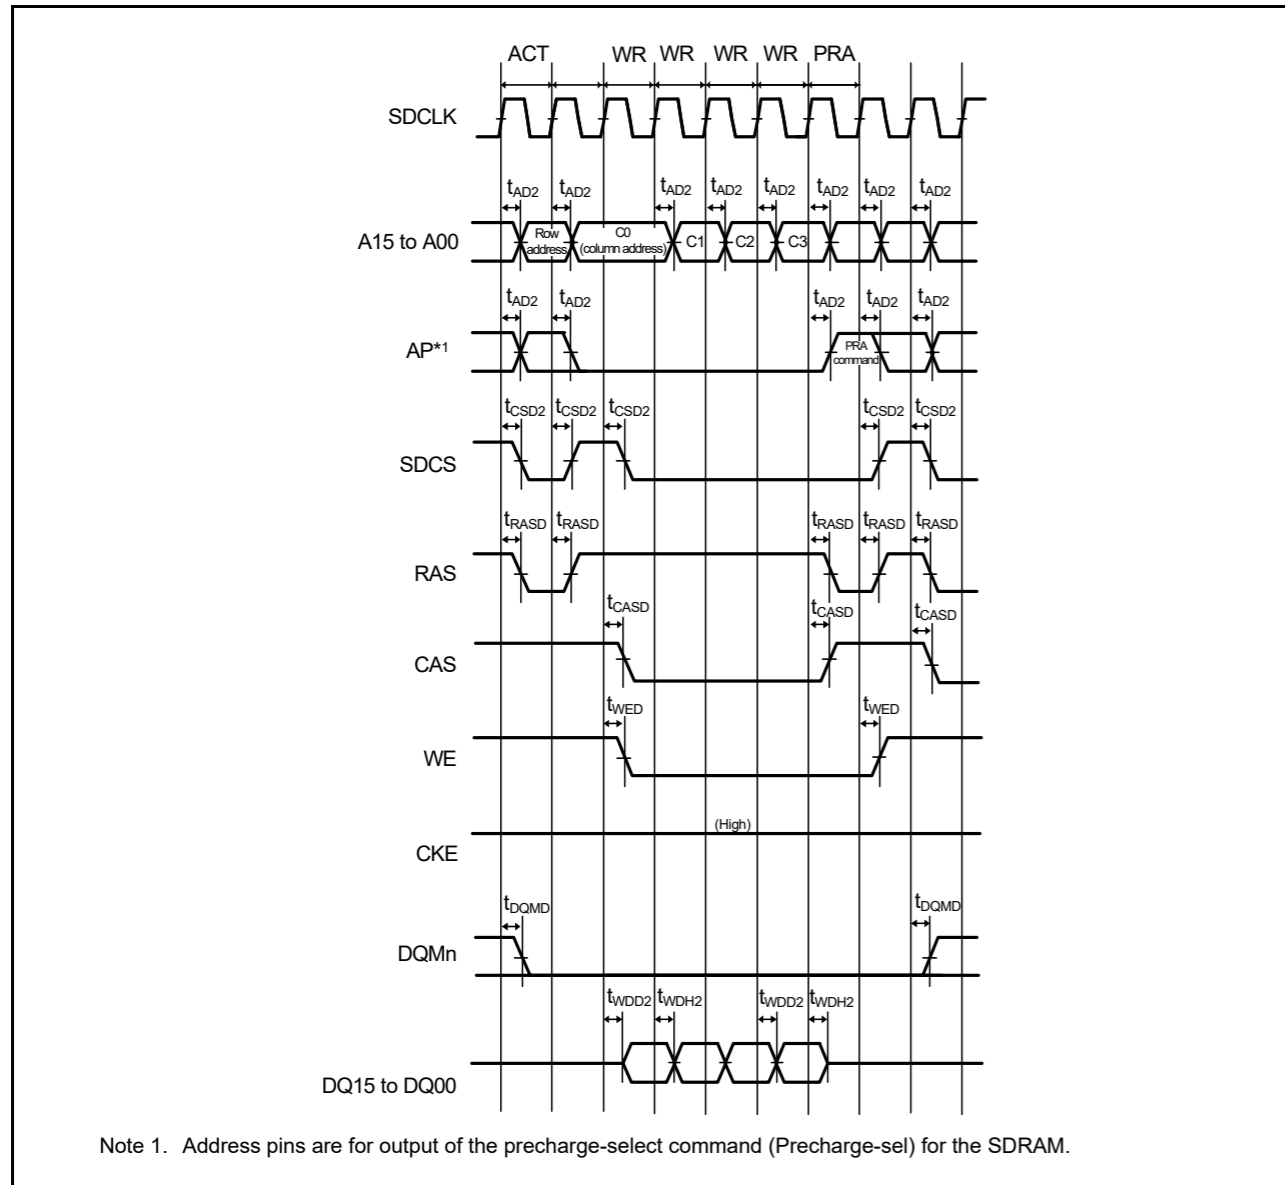 ACT WR WR WR WR PRA
SDCLK
tAD2 tAD2 tAD2 tAD2 tAD2 tAD2 tAD2 tAD2
A15 to A00 Row address C0 (column address) C1 C2 C3
tAD2 tAD2 tAD2 tAD2 tAD2
AP*1 PRA command
tCSD2 tCSD2 tCSD2 tCSD2 tCSD2
SDCS
tRASD tRASD tRASD tRASD tRASD
RAS
tCASD tCASD tCASD
CAS
tWED tWED
WE
(High)
CKE
tDQMD tDQMD
DQMn
tWDD2 tWDH2 tWDD2 tWDH2
DQ15 to DQ00
Note 1. Address pins are for output of the precharge-select command (Precharge-sel) for the SDRAM.